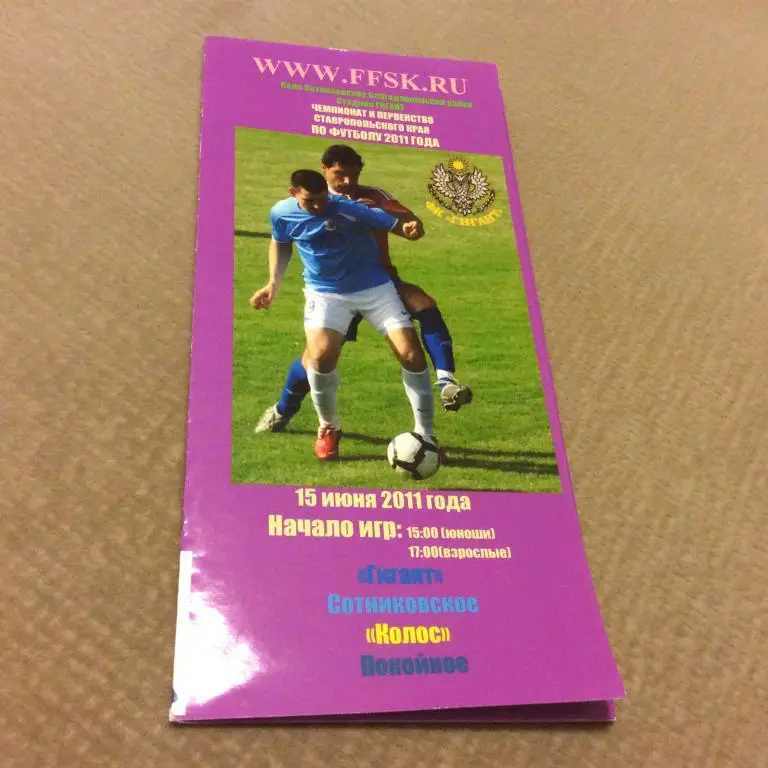 WWW.FFSK.RU
Село Сотниковское Благодарненский район
Стадион ГИГАНТ
ЧЕМПИОНАТ И ПЕРВЕНСТВО
СТАВРОПОЛЬСКОГО КРАЯ
ПО ФУТБОЛУ 2011 ГОДА
ФК "ГИГАНТ"
9
15 июня 2011 года
Начало игр: 15:00 (юноши)
17:00(взрослые)
«Гигант»
Сотниковское
«Колос»
Покойное